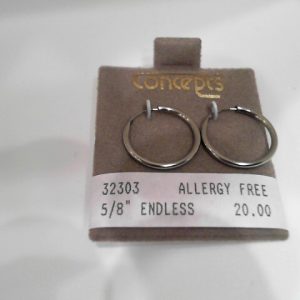 concepts
32303 ALLERGY FREE
5/8" ENDLESS 20.00